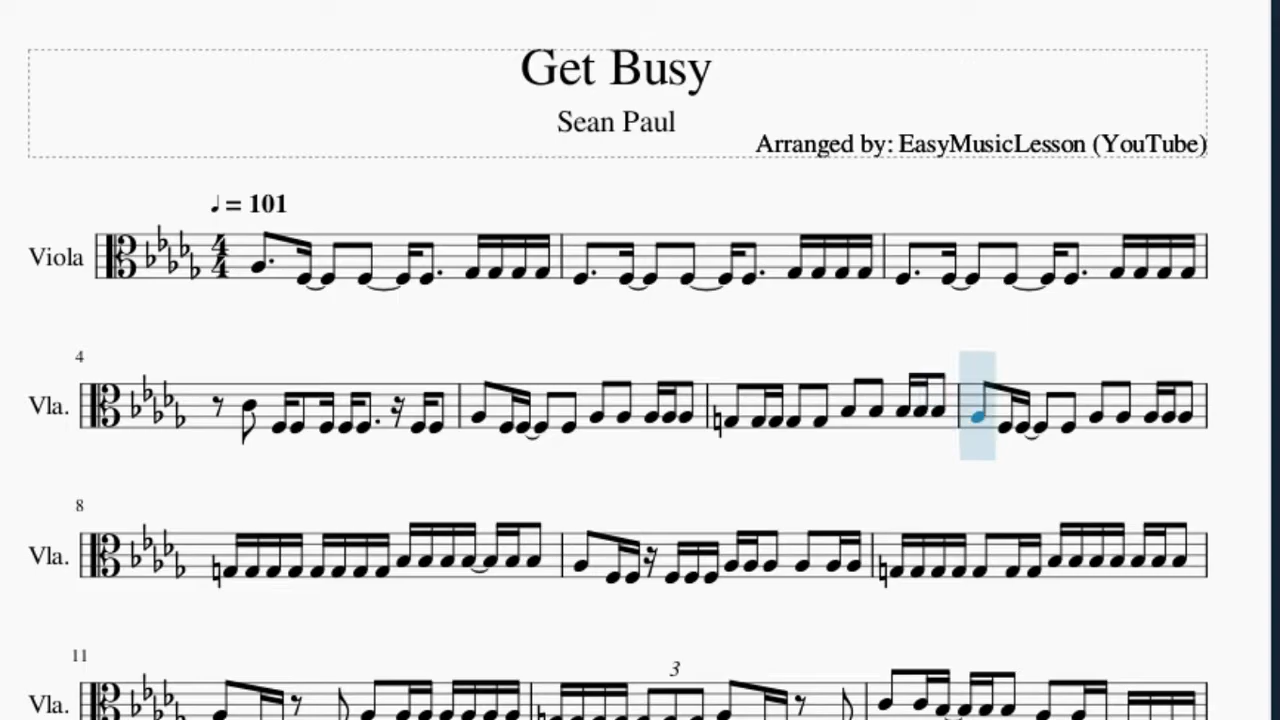 Get Busy
Sean Paul
Arranged by: EasyMusicLesson (YouTube)
♩ = 101
Viola
4
4
4
Vla.
8
Vla.
11
3
Vla.